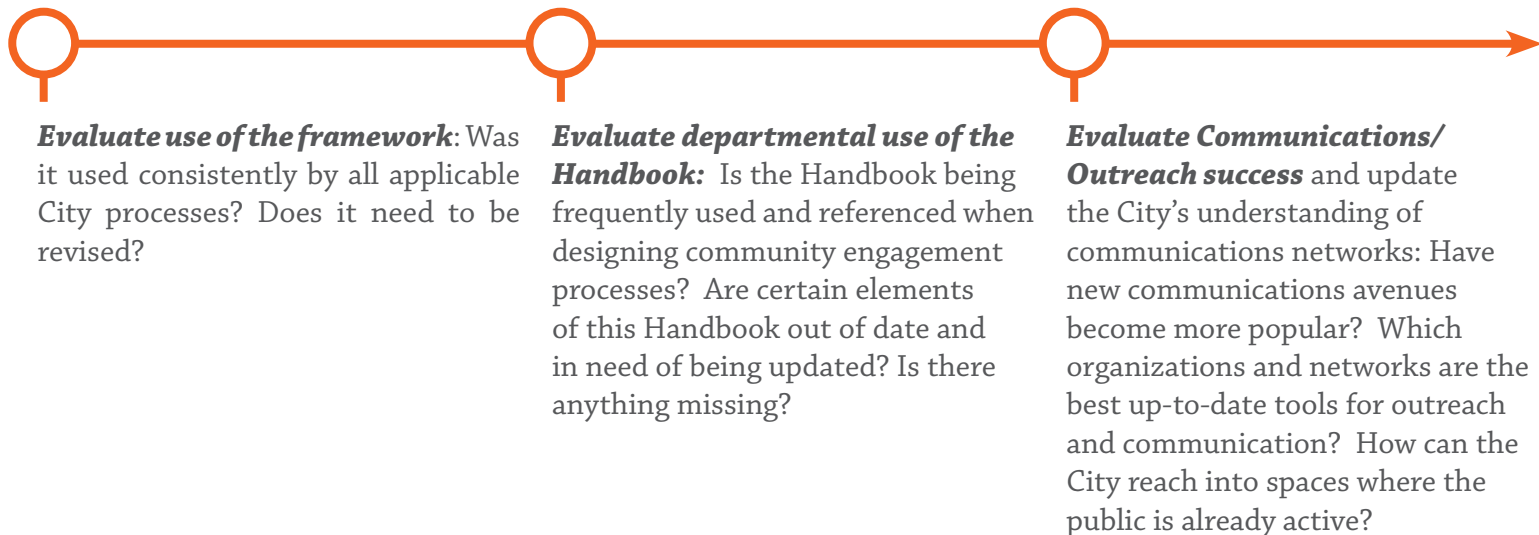 Evaluate use of the framework: Was
it used consistently by all applicable
City processes? Does it need to be
revised?
Evaluate departmental use of the
Handbook: Is the Handbook being
frequently used and referenced when
designing community engagement
processes? Are certain elements
of this Handbook out of date and
in need of being updated? Is there
anything missing?
Evaluate Communications/
Outreach success and update
the City's understanding of
communications networks: Have
new communications avenues
become more popular? Which
organizations and networks are the
best up-to-date tools for outreach
and communication? How can the
City reach into spaces where the
public is already active?